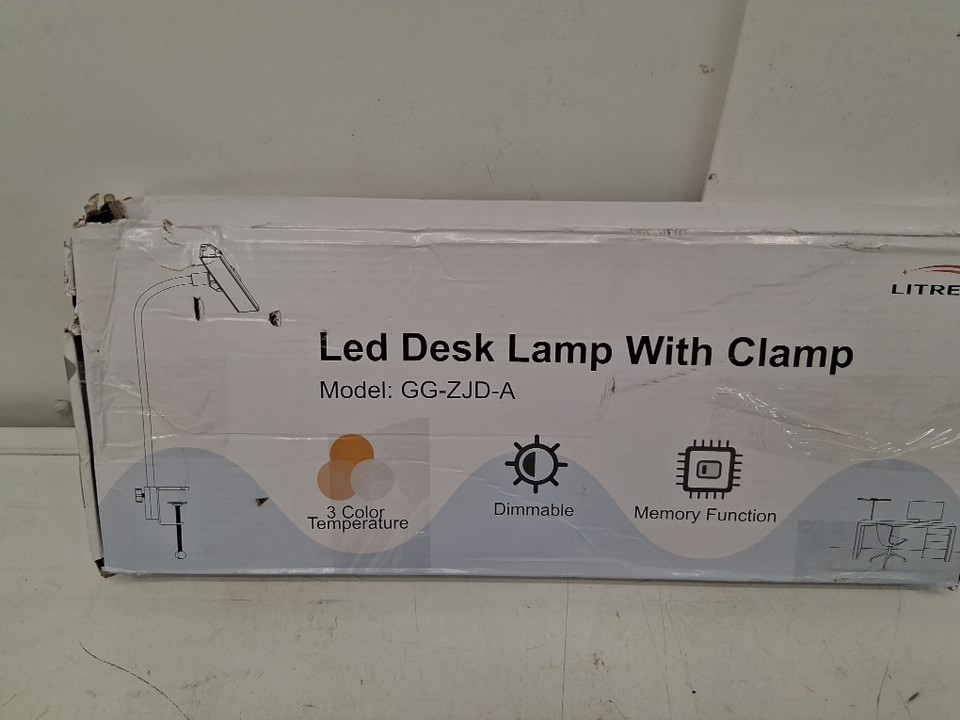 LITRE
Led Desk Lamp With Clamp
Model: GG-ZJD-A
3 Color
Temperature
Dimmable
Memory Function